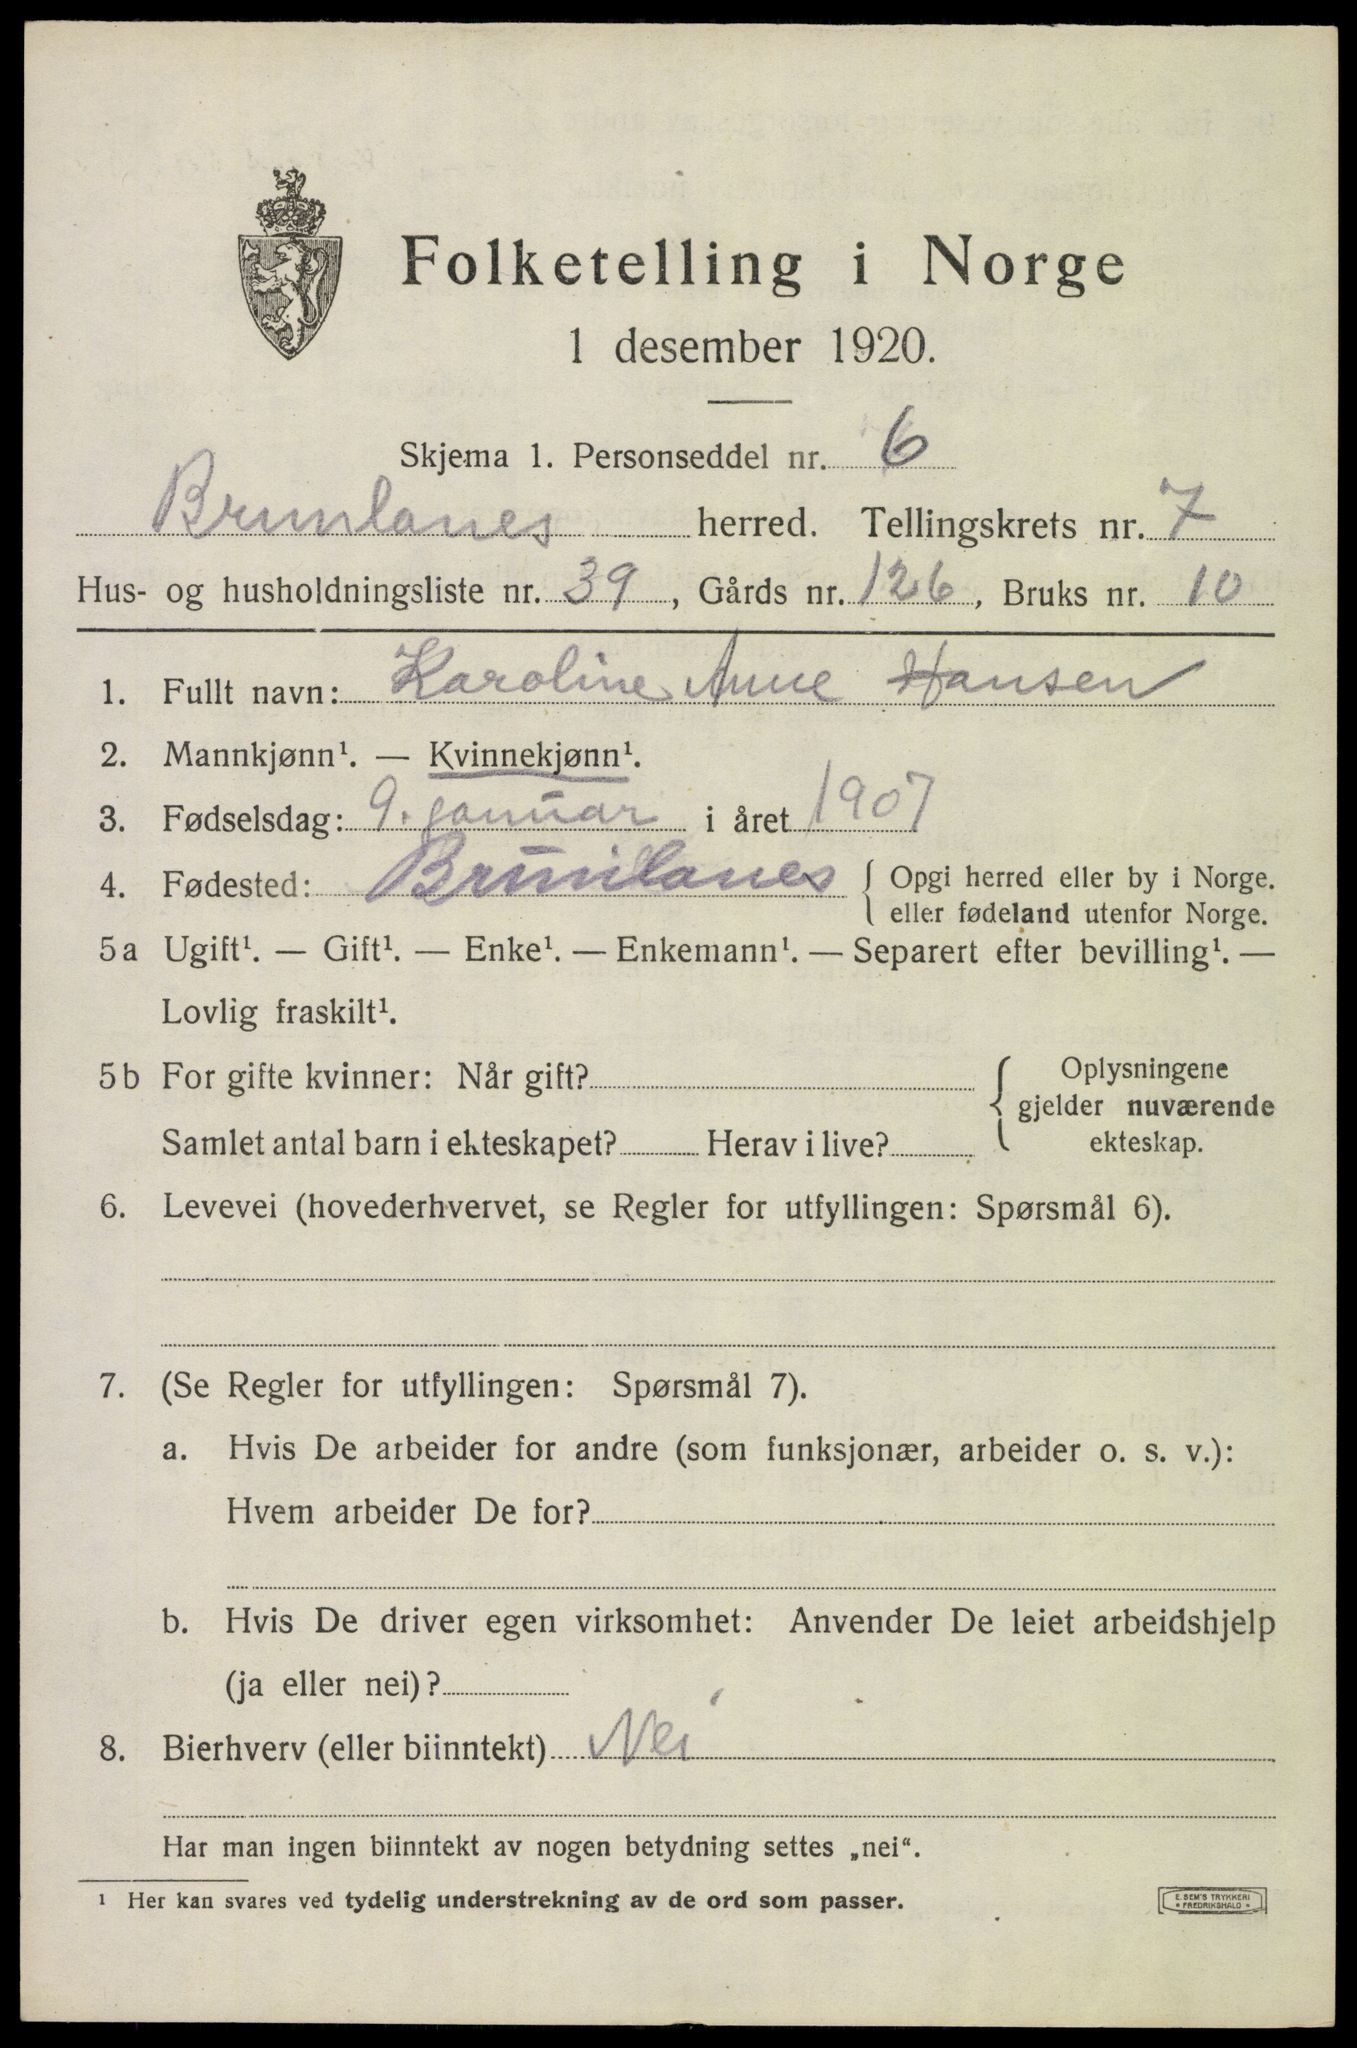 Folketelling i Norge
1 desember 1920.
Skjema 1. Personseddel nr. 6
Brunlanes herred. Tellingskrets nr. 7
Hus- og husholdningsliste nr. 39, Gårds nr. 126, Bruks nr. 10
1. Fullt navn: Karoline Anne Hansen
2. Mannkjønn¹. — Kvinnekjønn¹.
3. Fødselsdag: 9. januar i året 1907
4. Fødested: Brunlanes { Opgi herred eller by i Norge.
{ eller fødeland utenfor Norge.
5a Ugift¹. — Gift¹. — Enke¹. — Enkemann¹. — Separert efter bevilling¹. —
Lovlig fraskilt¹.
5b For gifte kvinner: Når gift? { Oplysningene
gjelder nuværende
Samlet antal barn i ekteskapet? Herav i live? ekteskap.
6. Levevei (hovederhvervet, se Regler for utfyllingen: Spørsmål 6).
7. (Se Regler for utfyllingen: Spørsmål 7).
a. Hvis De arbeider for andre (som funksjonær, arbeider o. s. v.):
Hvem arbeider De for?
b. Hvis De driver egen virksomhet: Anvender De leiet arbeidshjelp
(ja eller nei)?
8. Bierhverv (eller biinntekt) Nei
Har man ingen biinntekt av nogen betydning settes „nei“.
¹ Her kan svares ved tydelig understrekning av de ord som passer.
E. SEM'S TRYKKERI
* FREDRIKSHALD *